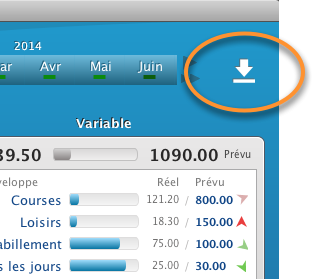 2014
ar Avr Mai Juin
Variable
39.50 1090.00 Prévu
veloppe Réel / Prévu
Courses 121.20 / 800.00
Loisirs 18.30 / 150.00
abillement 75.00 / 100.00
s les jours 25.00 / 30.00